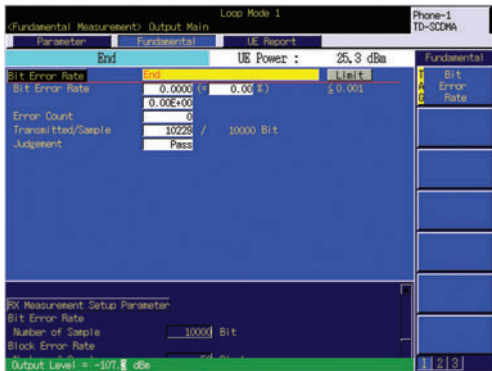 Loop Mode 1
Phone-1
TD-SCDMA
<Fundamental Measurement> Output Main
Parameter Fundamental UE Report
End UE Power : 25.3 dBm
Fundamental
Bit Error Rate End Limit
Bit Error Rate 0.0000 (= 0.00 %) ≦0.001
0.00E+00
Error Count 0
Transmitted/Sample 10229 / 10000 Bit
Judgement Pass
TAG
Bit
Error
Rate
RX Measurement Setup Parameter
Bit Error Rate
Number of Sample 10000 Bit
Block Error Rate
Output Level = -107. dBm
1 2 3